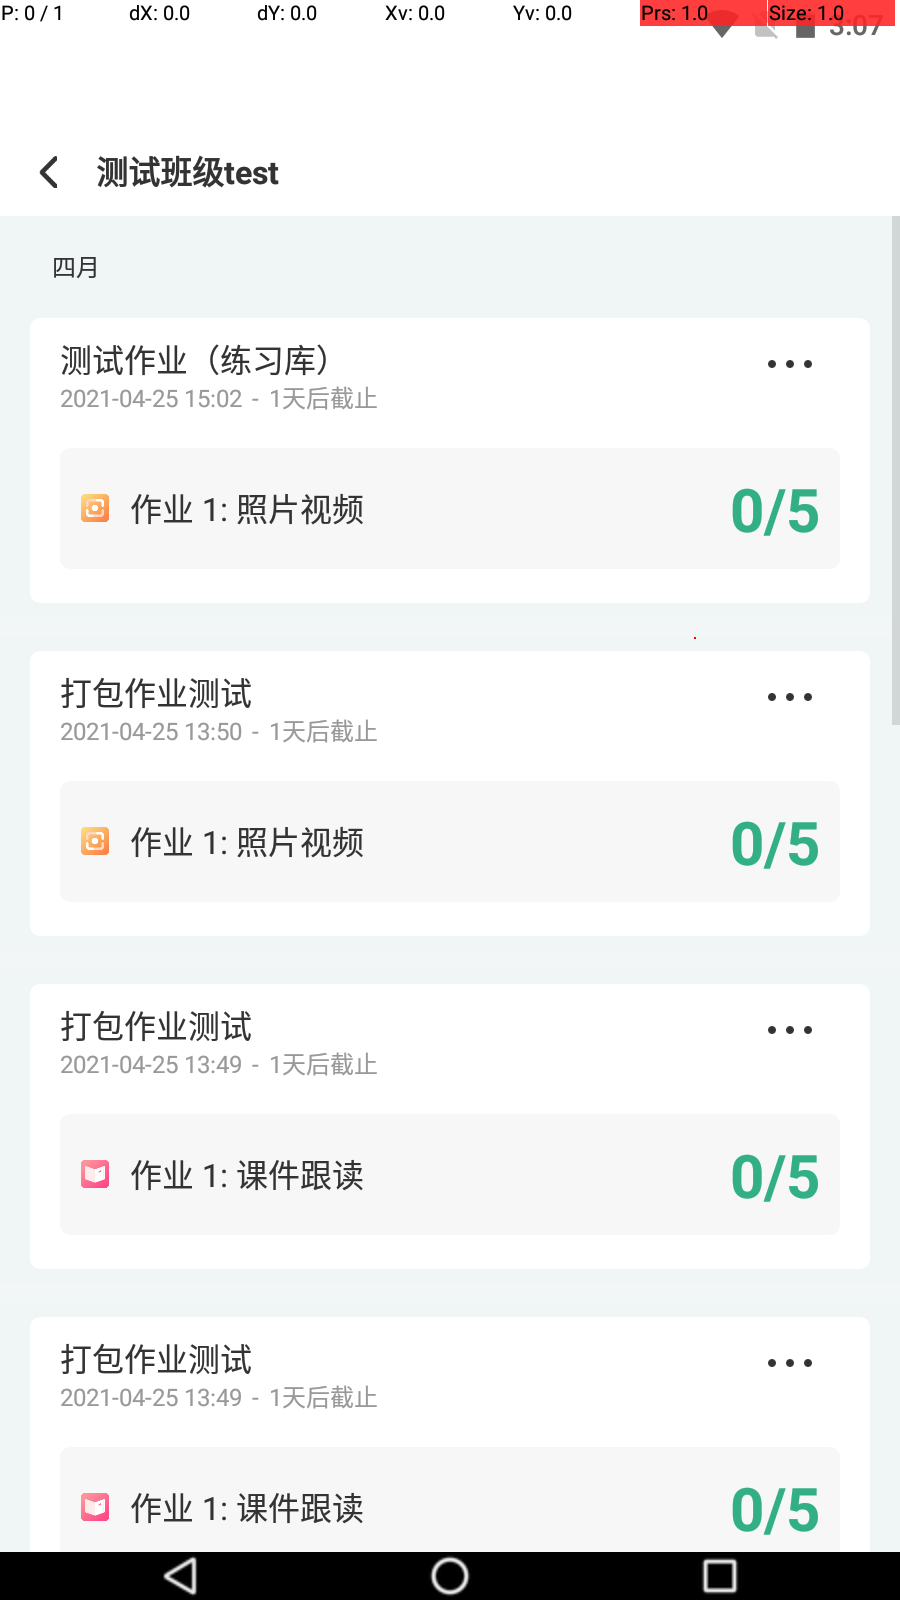 P: 0 / 1 dX: 0.0 dY: 0.0 Xv: 0.0 Yv: 0.0 Prs: 1.0 Size: 1.0
3:07
测试班级test
四月
测试作业（练习库）
2021-04-25 15:02 - 1天后截止
作业 1: 照片视频 0/5
打包作业测试
2021-04-25 13:50 - 1天后截止
作业 1: 照片视频 0/5
打包作业测试
2021-04-25 13:49 - 1天后截止
作业 1: 课件跟读 0/5
打包作业测试
2021-04-25 13:49 - 1天后截止
作业 1: 课件跟读 0/5